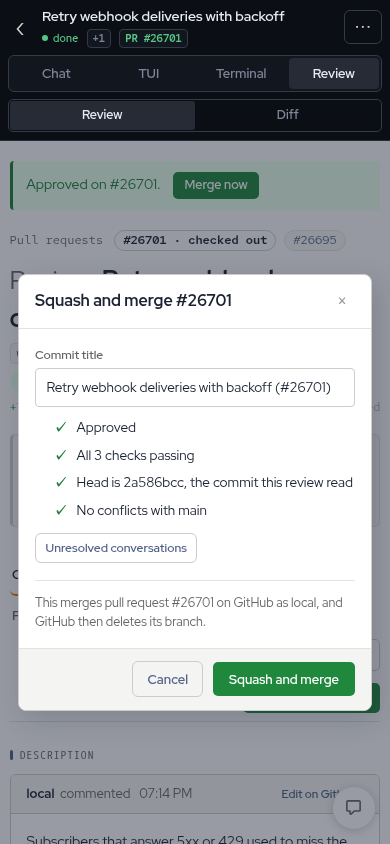 Retry webhook deliveries with backoff
done +1 PR #26701
Chat TUI Terminal Review
Review Diff
Approved on #26701. Merge now
Pull requests #26701 · checked out #26695
Squash and merge #26701
Commit title
Retry webhook deliveries with backoff (#26701)
✓ Approved
✓ All 3 checks passing
✓ Head is 2a586bcc, the commit this review read
✓ No conflicts with main
Unresolved conversations
This merges pull request #26701 on GitHub as local, and
GitHub then deletes its branch.
Cancel Squash and merge
DESCRIPTION
local commented 07:14 PM Edit on
Subscribers that answer 5xx or 429 used to miss the